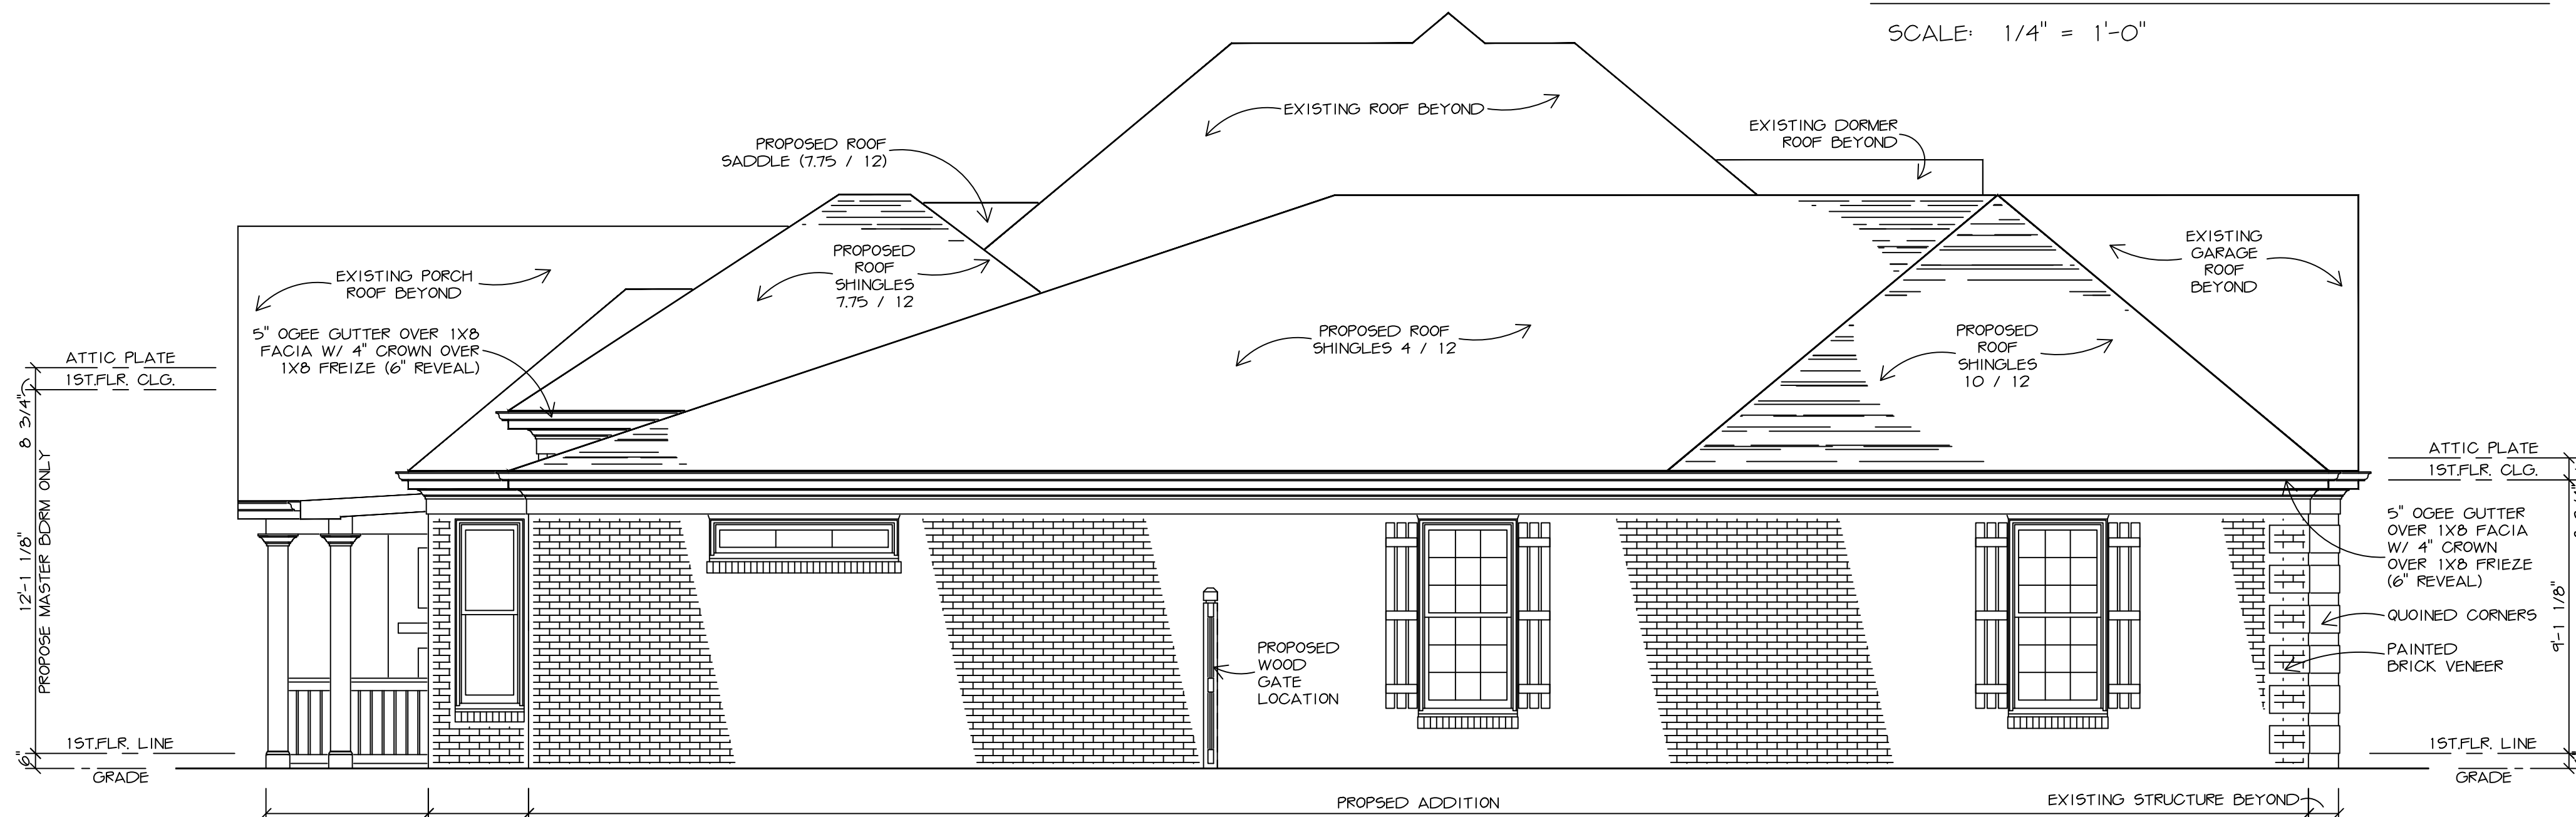 SCALE: 1/4" = 1'-0"
EXISTING ROOF BEYOND
EXISTING DORMER
ROOF BEYOND
PROPOSED ROOF
SADDLE (7.75 / 12)
PROPOSED
ROOF
SHINGLES
7.75 / 12
EXISTING
GARAGE
ROOF
BEYOND
EXISTING PORCH
ROOF BEYOND
5" OGEE GUTTER OVER 1X8
FACIA W/ 4" CROWN OVER
1X8 FREIZE (6" REVEAL)
PROPOSED ROOF
SHINGLES 4 / 12
PROPOSED
ROOF
SHINGLES
10 / 12
ATTIC PLATE
1ST.FLR. CLG.
8 3/4"
12'-1 1/8"
PROPOSE MASTER BDRM ONLY
1ST.FLR. LINE
6"
GRADE
ATTIC PLATE
1ST.FLR. CLG.
5" OGEE GUTTER
OVER 1X8 FACIA
W/ 4" CROWN
OVER 1X8 FRIEZE
(6" REVEAL)
9'-1 1/8"
QUOINED CORNERS
PAINTED
BRICK VENEER
PROPOSED
WOOD
GATE
LOCATION
1ST.FLR. LINE
GRADE
PROPSED ADDITION
EXISTING STRUCTURE BEYOND